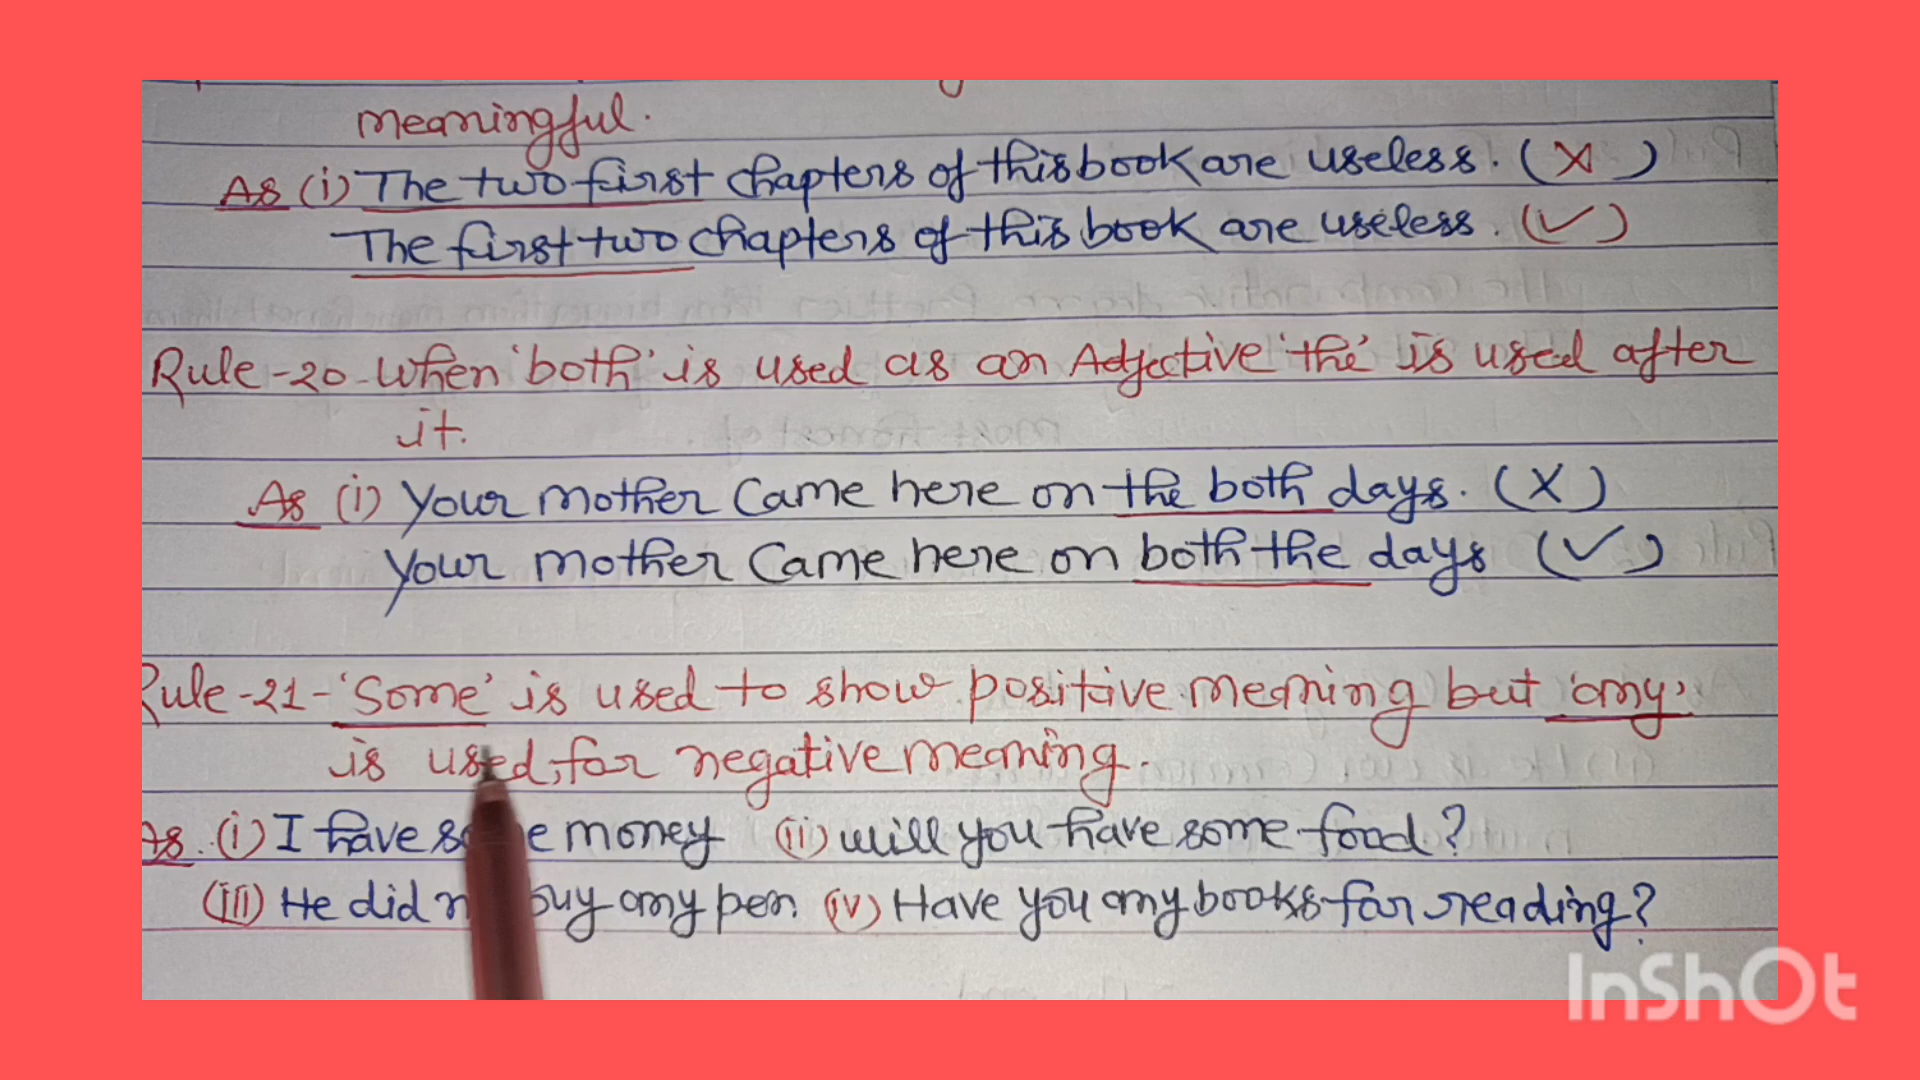 meaningful.
As (i) The two first chapters of this book are useless. (X)
The first two chapters of this book are useless. (✓)
Rule-20 When 'both' is used as an Adjective 'the' is used after
it.
As (i) Your mother came here on the both days. (X)
Your mother came here on both the days (✓)
Rule-21-'Some' is used to show positive meaning but 'any'
is used for negative meaning.
As (i) I have some money (ii) will you have some food?
(iii) He did buy any pen (iv) Have you any books for reading?
InShOt